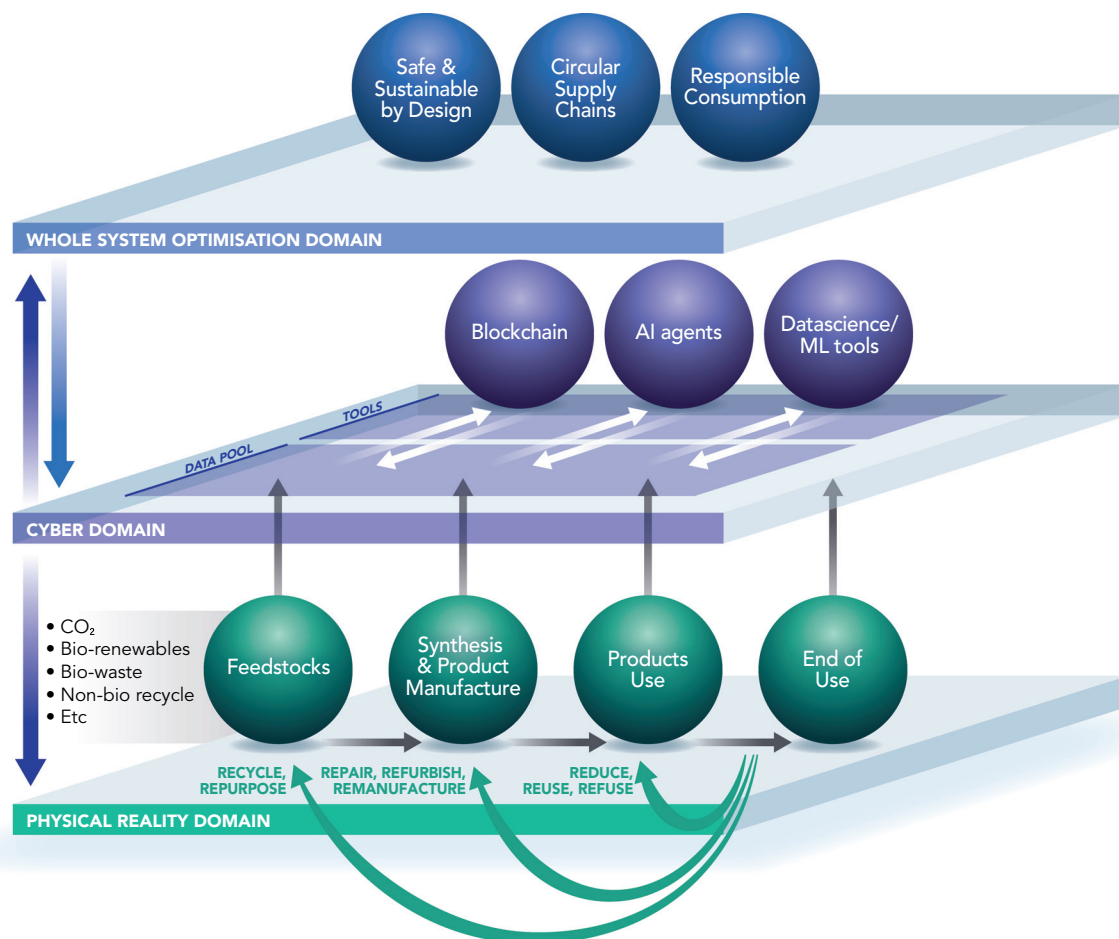 Safe &
Sustainable
by Design
Circular
Supply
Chains
Responsible
Consumption
WHOLE SYSTEM OPTIMISATION DOMAIN
Blockchain
AI agents
Datascience/
ML tools
TOOLS
DATA POOL
CYBER DOMAIN
• CO₂
• Bio-renewables
• Bio-waste
• Non-bio recycle
• Etc
Feedstocks
Synthesis
& Product
Manufacture
Products
Use
End of
Use
RECYCLE,
REPURPOSE
REPAIR, REFURBISH,
REMANUFACTURE
REDUCE,
REUSE, REFUSE
PHYSICAL REALITY DOMAIN